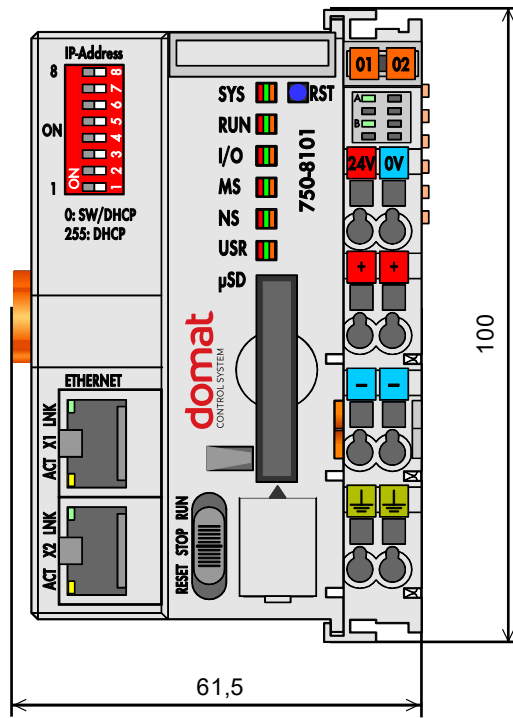 IP-Address
8
8
7
6
5
4
3
2
1
ON
ON
1
0: SW/DHCP
255: DHCP
SYS
RST
RUN
I/O
MS
NS
USR
µSD
750-8101
domat
CONTROL SYSTEM
ETHERNET
ACT X1 LNK
ACT X2 LNK
RESET STOP RUN
01 02
A
B
24V 0V
+ +
− −
100
61,5